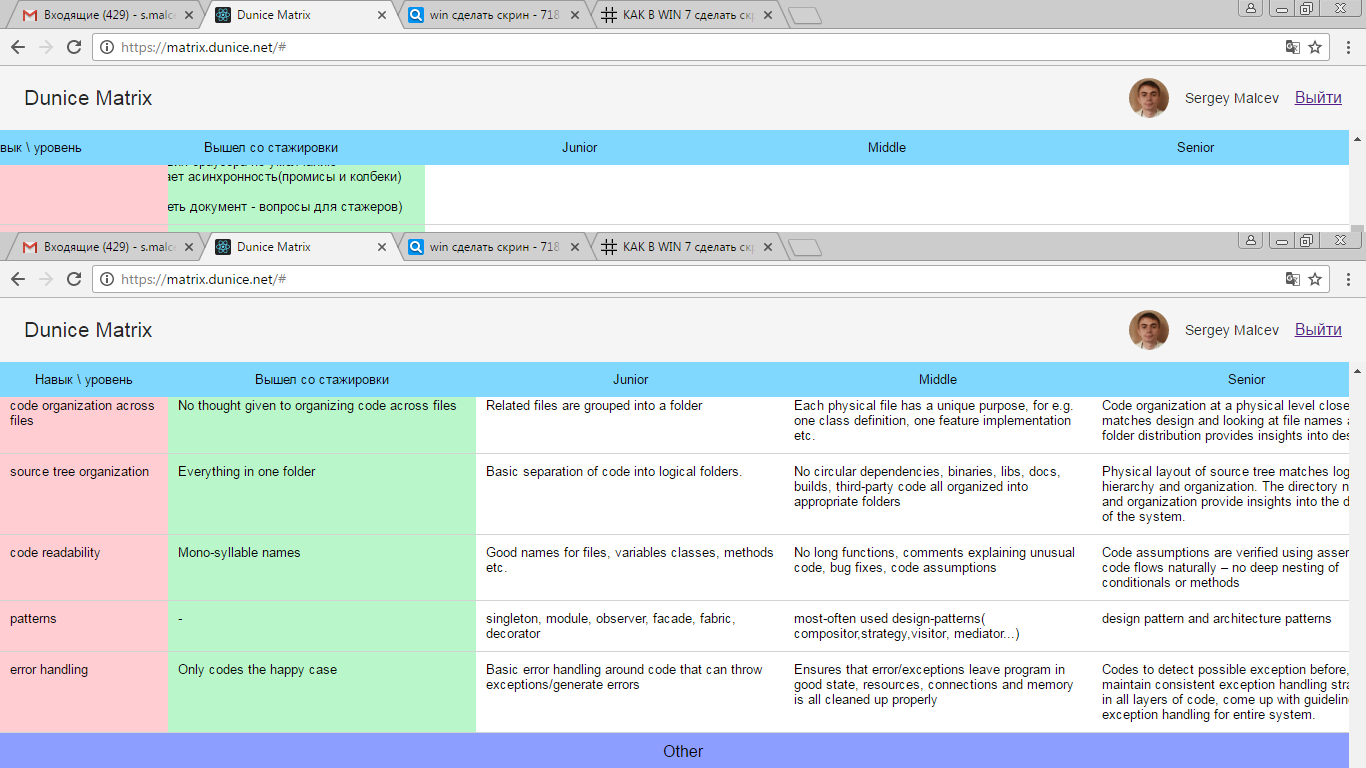 Входящие (429) - s.malce
Dunice Matrix
win сделать скрин - 718
КАК В WIN 7 сделать скр
https://matrix.dunice.net/#
Dunice Matrix
Sergey Malcev
Выйти
вык \ уровень
Вышел со стажировки
Junior
Middle
Senior
ает асинхронность(промисы и колбеки)
еть документ - вопросы для стажеров)
Входящие (429) - s.malce
Dunice Matrix
win сделать скрин - 718
КАК В WIN 7 сделать скр
https://matrix.dunice.net/#
Dunice Matrix
Sergey Malcev
Выйти
Навык \ уровень
Вышел со стажировки
Junior
Middle
Senior
code organization across
files
No thought given to organizing code across files
Related files are grouped into a folder
Each physical file has a unique purpose, for e.g.
one class definition, one feature implementation
etc.
Code organization at a physical level close
matches design and looking at file names
folder distribution provides insights into des
source tree organization
Everything in one folder
Basic separation of code into logical folders.
No circular dependencies, binaries, libs, docs,
builds, third-party code all organized into
appropriate folders
Physical layout of source tree matches log
hierarchy and organization. The directory n
and organization provide insights into the d
of the system.
code readability
Mono-syllable names
Good names for files, variables classes, methods
etc.
No long functions, comments explaining unusual
code, bug fixes, code assumptions
Code assumptions are verified using asser
code flows naturally – no deep nesting of
conditionals or methods
patterns
-
singleton, module, observer, facade, fabric,
decorator
most-often used design-patterns(
compositor,strategy,visitor, mediator...)
design pattern and architecture patterns
error handling
Only codes the happy case
Basic error handling around code that can throw
exceptions/generate errors
Ensures that error/exceptions leave program in
good state, resources, connections and memory
is all cleaned up properly
Codes to detect possible exception before,
maintain consistent exception handling stra
in all layers of code, come up with guidelin
exception handling for entire system.
Other